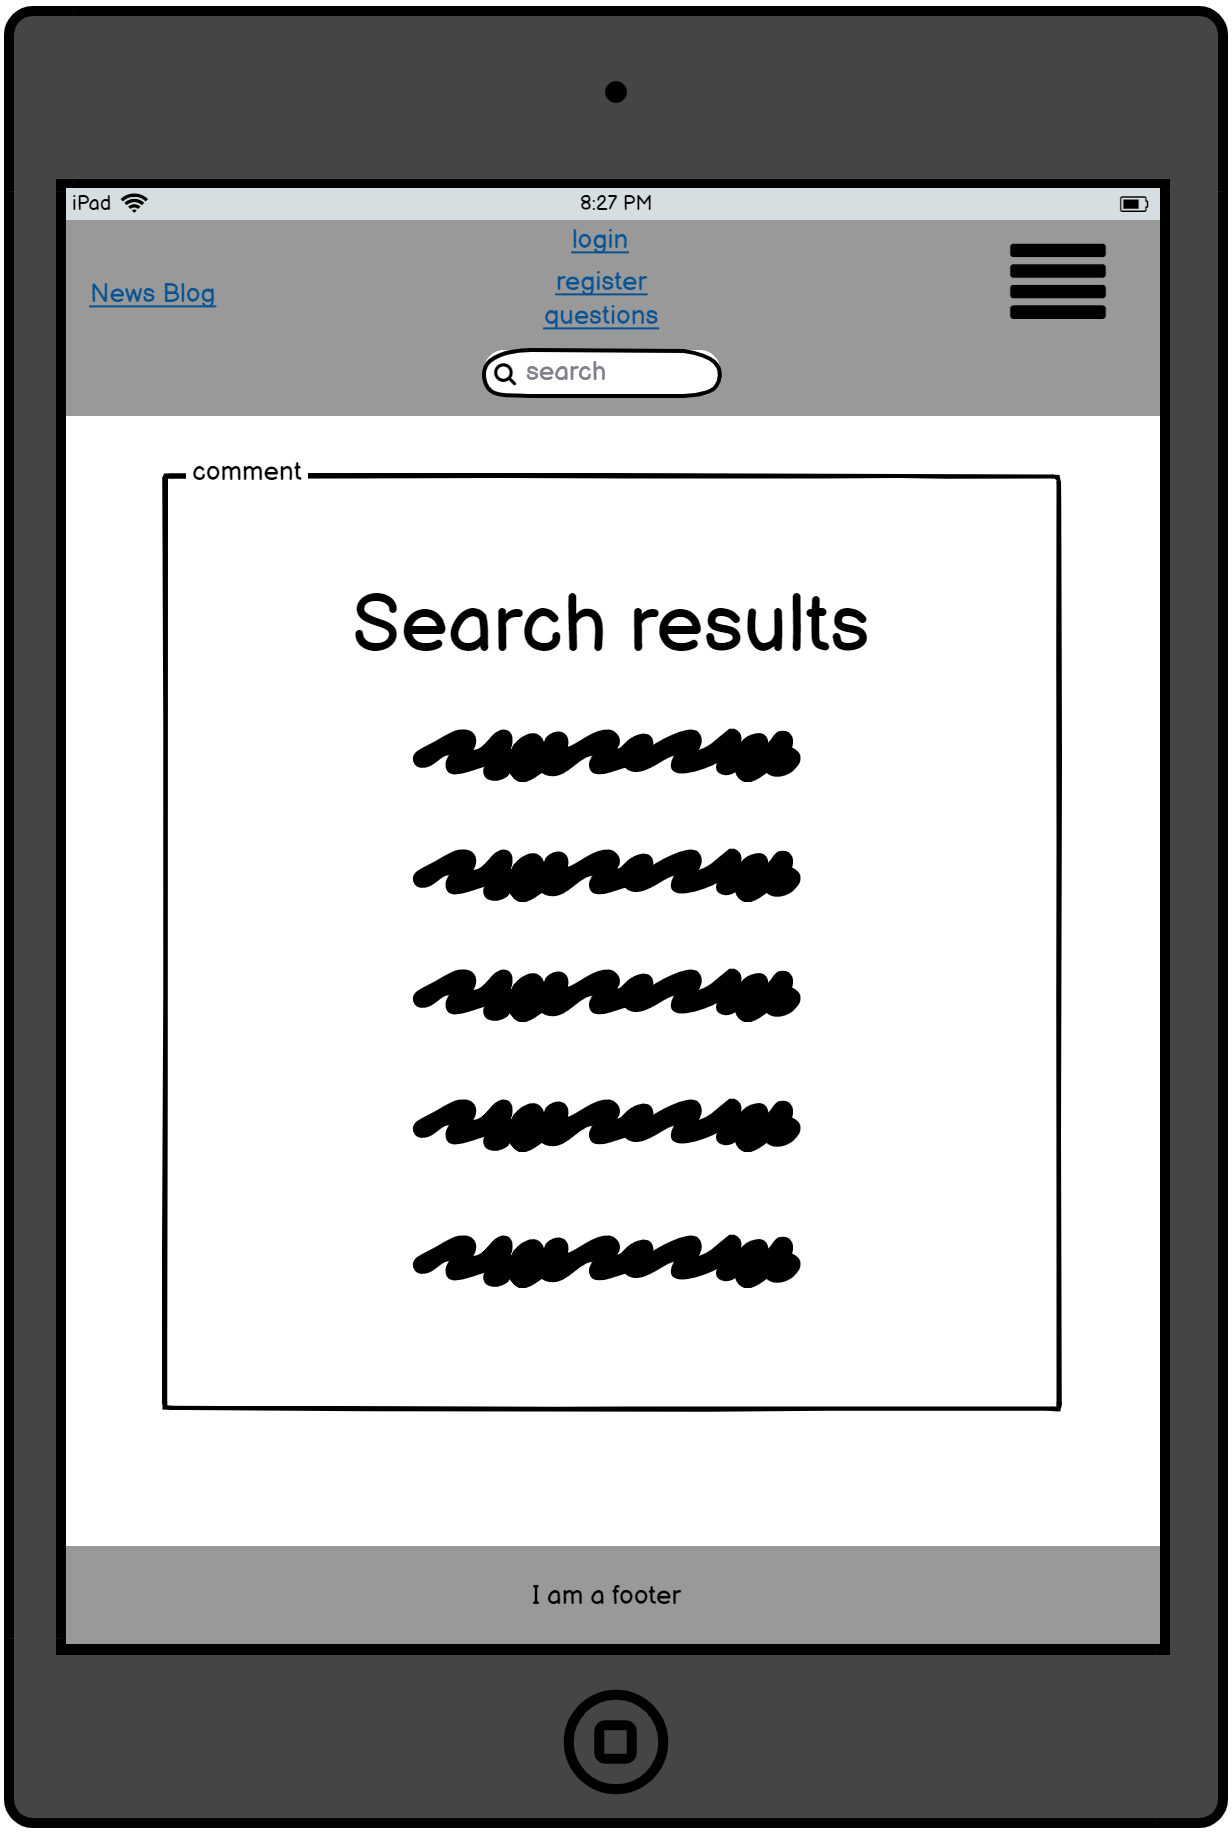 iPad
8:27 PM
login
News Blog
register
questions
search
comment
Search results
I am a footer